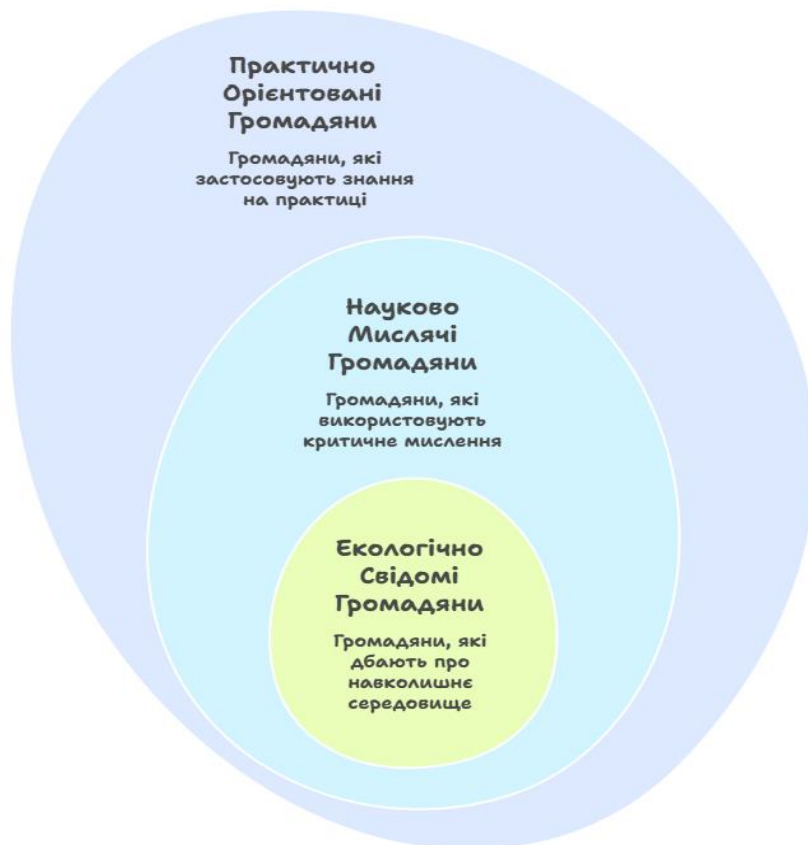 Практично
Орієнтовані
Громадяни
Громадяни, які
застосовують знання
на практиці
Науково
Мислячі
Громадяни
Громадяни, які
використовують
критичне мислення
Екологічно
Свідомі
Громадяни
Громадяни, які
дбають про
навколишнє
середовище